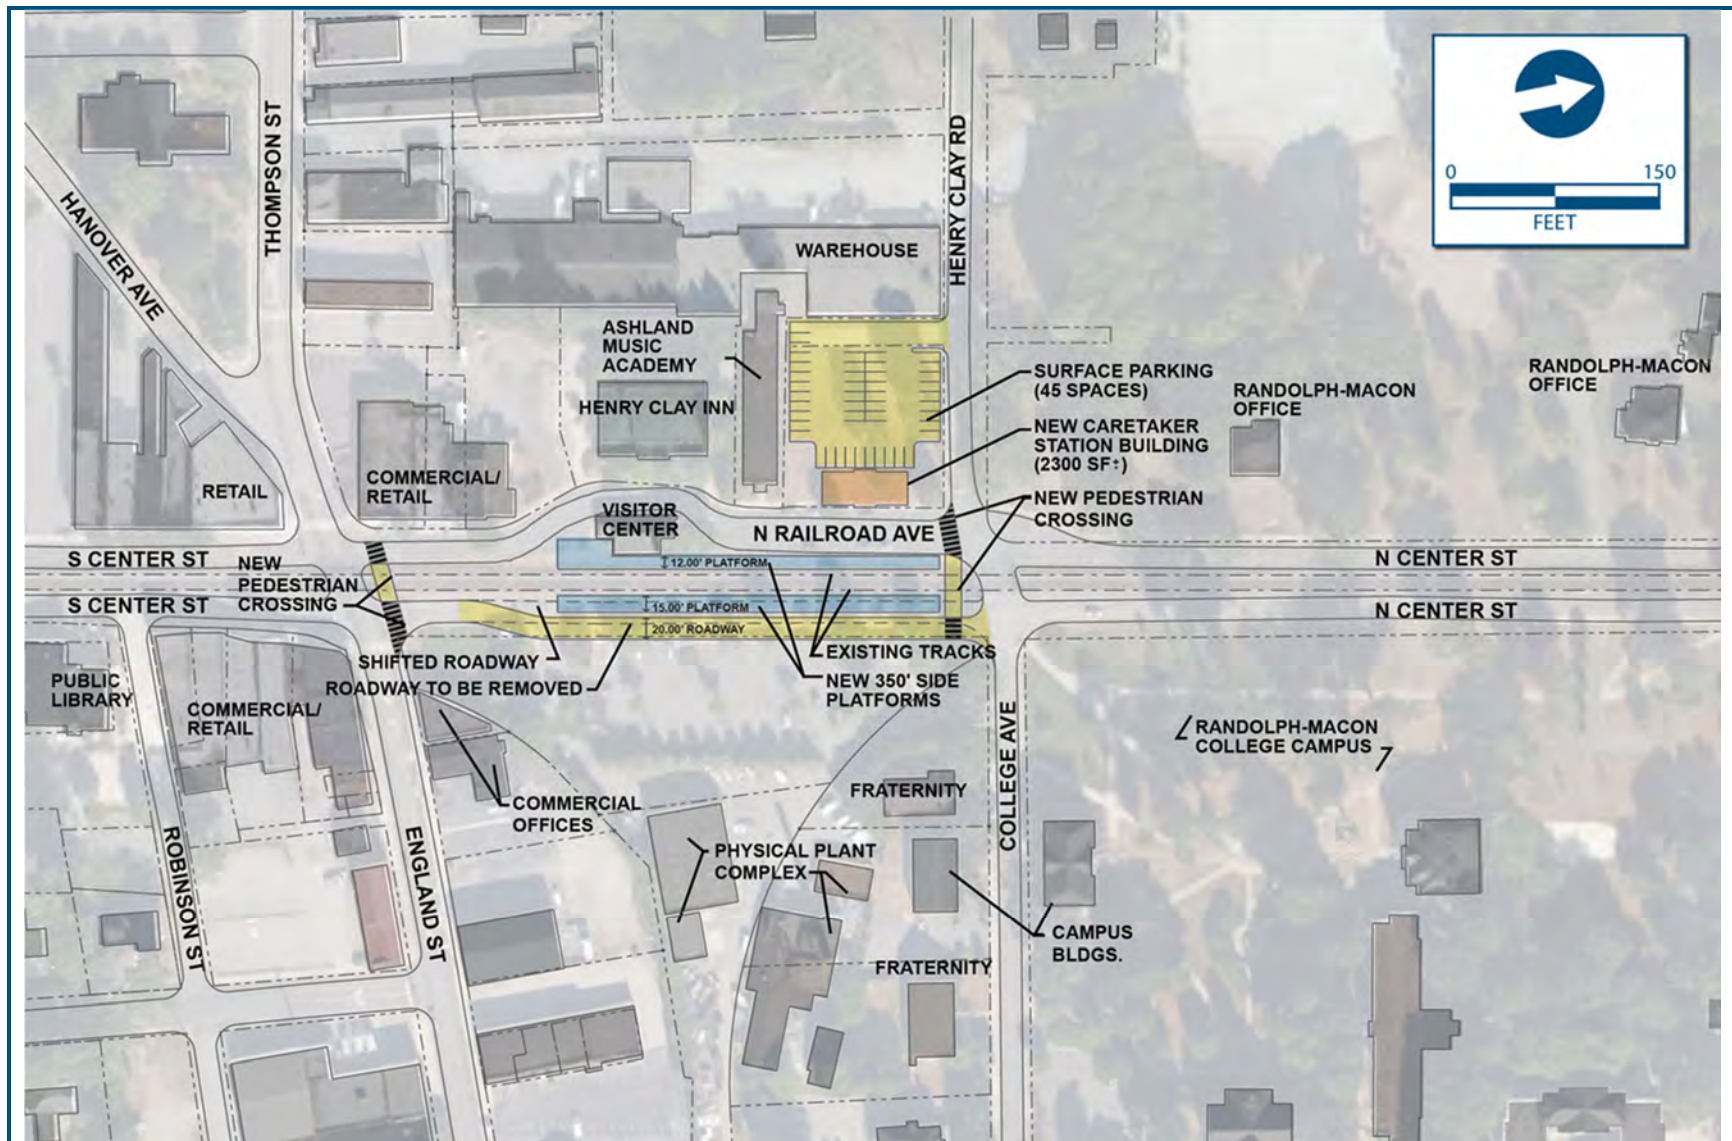 THOMPSON ST
HENRY CLAY RD
HANOVER AVE
0 150
FEET
WAREHOUSE
ASHLAND
MUSIC
ACADEMY
HENRY CLAY INN
SURFACE PARKING
(45 SPACES)
RANDOLPH-MACON
OFFICE
RANDOLPH-MACON
OFFICE
NEW CARETAKER
STATION BUILDING
(2300 SF±)
RETAIL
COMMERCIAL/
RETAIL
VISITOR
CENTER
N RAILROAD AVE
NEW PEDESTRIAN
CROSSING
S CENTER ST
NEW
PEDESTRIAN
CROSSING
S CENTER ST
12.00' PLATFORM
15.00' PLATFORM
20.00' ROADWAY
N CENTER ST
N CENTER ST
SHIFTED ROADWAY
ROADWAY TO BE REMOVED
EXISTING TRACKS
NEW 350' SIDE
PLATFORMS
PUBLIC
LIBRARY
COMMERCIAL/
RETAIL
COLLEGE AVE
RANDOLPH-MACON
COLLEGE CAMPUS
COMMERCIAL
OFFICES
FRATERNITY
ROBINSON ST
ENGLAND ST
PHYSICAL PLANT
COMPLEX
CAMPUS
BLDGS.
FRATERNITY